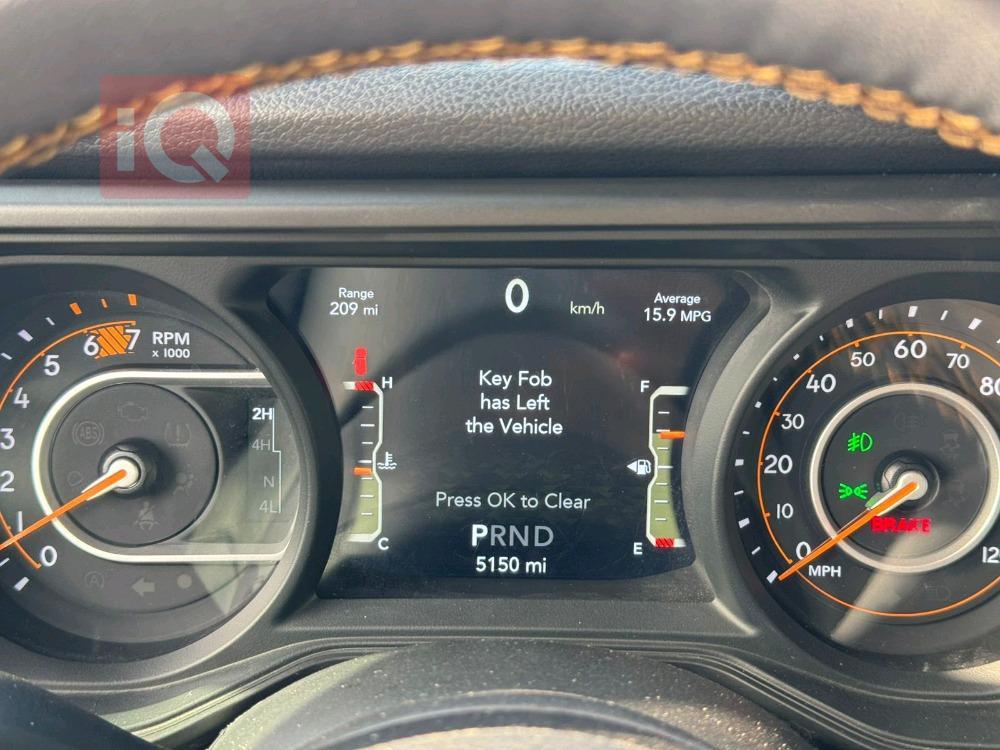 iQ
Range
209 mi
0
km/h
Average
15.9 MPG
1
2
3
4
5
6
7
0
RPM
x 1000
ABS
2H
4H
N
4L
H
C
Key Fob
has Left
the Vehicle
Press OK to Clear
PRND
5150 mi
F
E
0
10
20
30
40
50
60
70
80
MPH
BRAKE